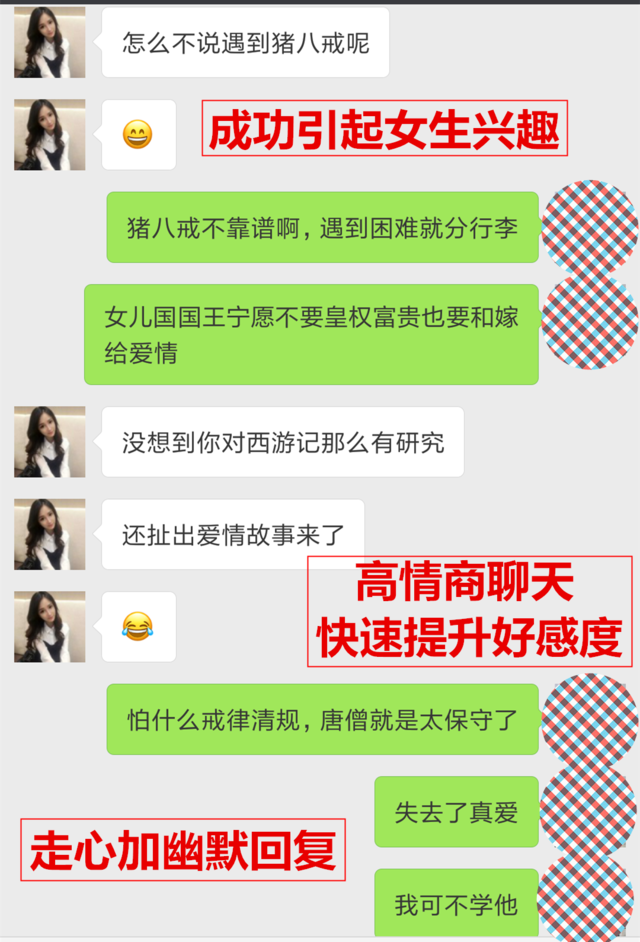 怎么不说遇到猪八戒呢
成功引起女生兴趣
猪八戒不靠谱啊，遇到困难就分行李
女儿国国王宁愿不要皇权富贵也要和嫁
给爱情
没想到你对西游记那么有研究
还扯出爱情故事来了
高情商聊天
快速提升好感度
怕什么戒律清规，唐僧就是太保守了
失去了真爱
走心加幽默回复
我可不学他